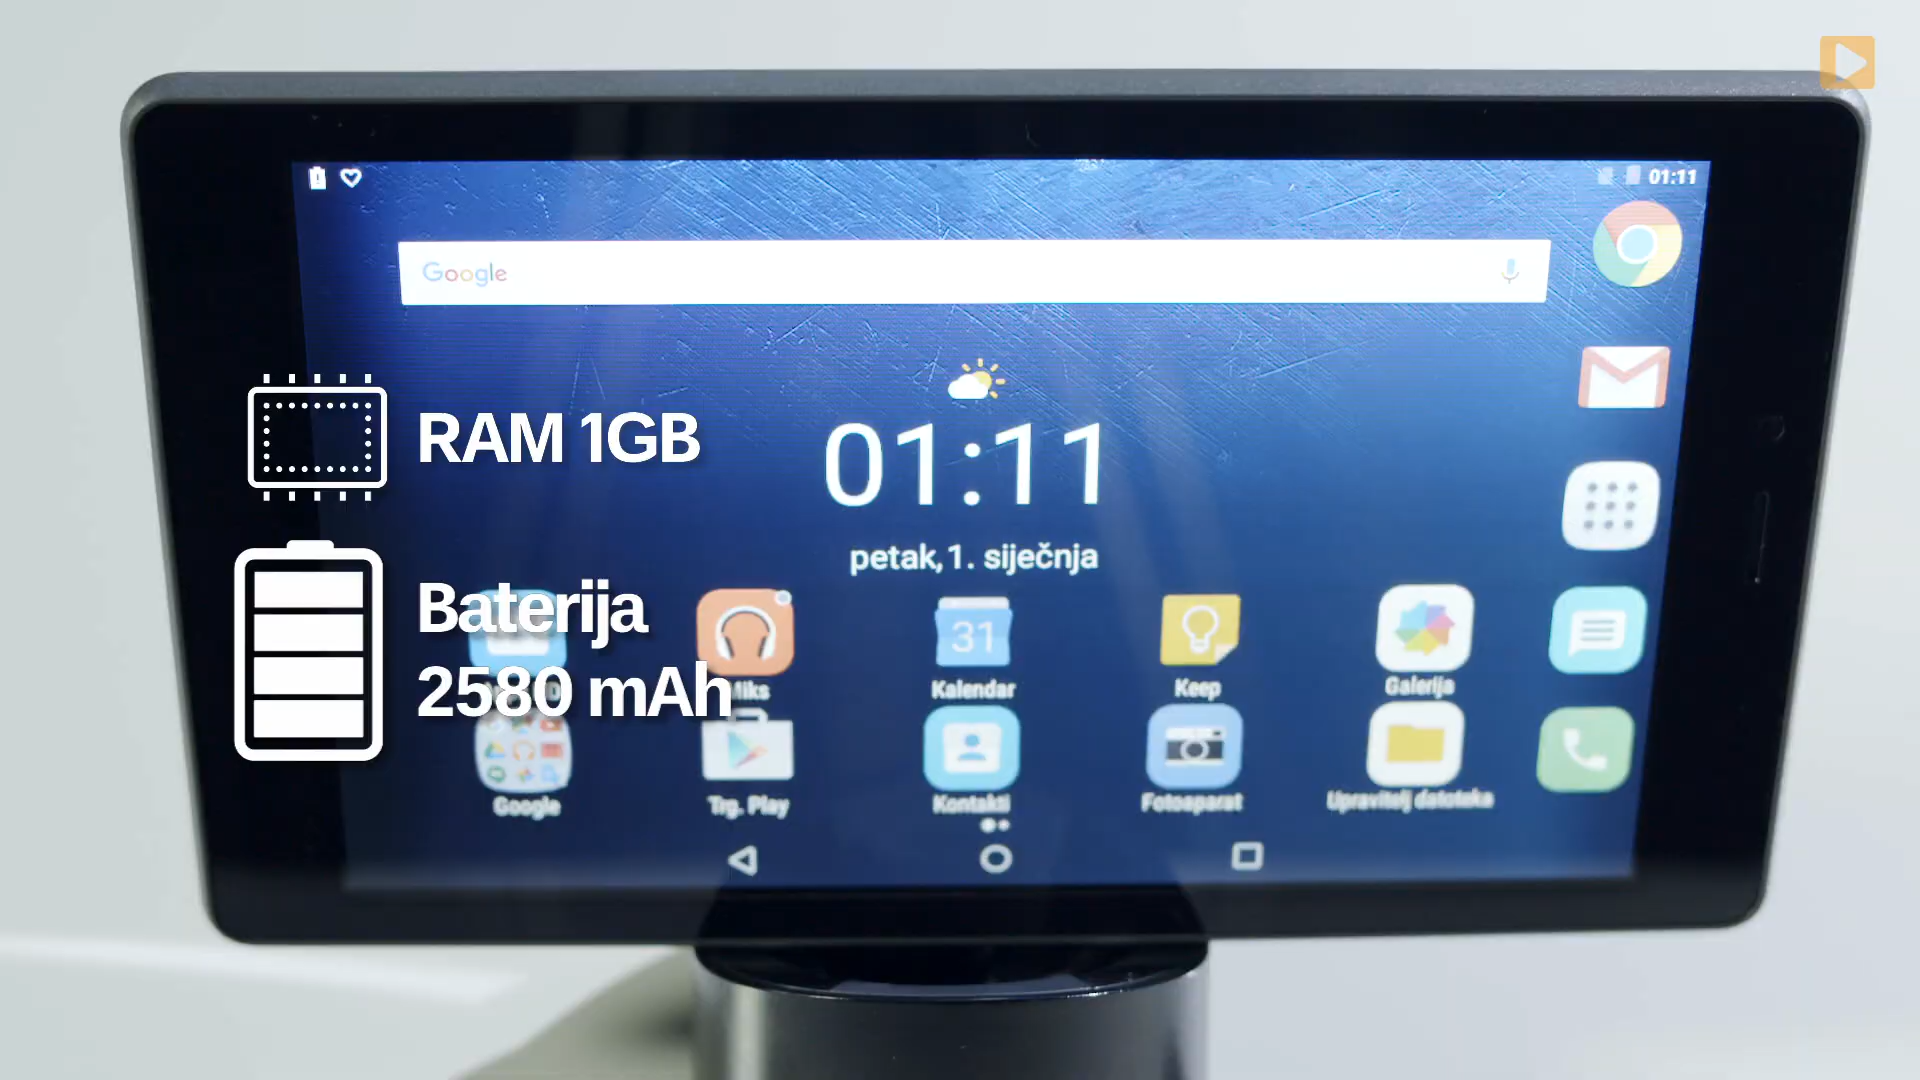 01:11
Google
RAM 1GB
01:11
petak, 1. siječnja
Baterija
2580 mAh
31
Kalendar
Keep
Galerija
Google
Trg. Play
Kontakti
Fotoaparat
Upravitelj datoteka